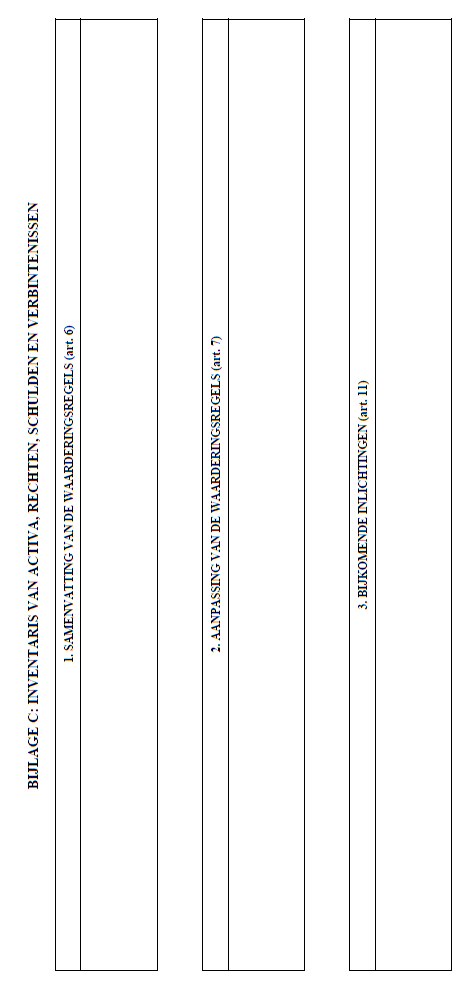 BIJLAGE C: INVENTARIS VAN ACTIVA, RECHTEN, SCHULDEN EN VERBINTENISSEN
1. SAMENVATTING VAN DE WAARDERINGSREGELS (art. 6)
2. AANPASSING VAN DE WAARDERINGSREGELS (art. 7)
3. BIJKOMENDE INLICHTINGEN (art. 11)